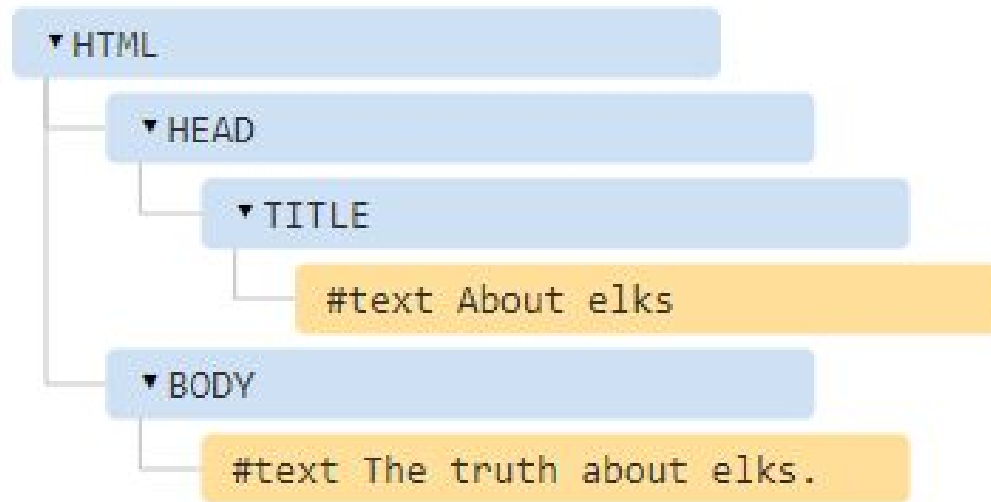 ▾ HTML
▾ HEAD
▾ TITLE
#text About elks
▾ BODY
#text The truth about elks.